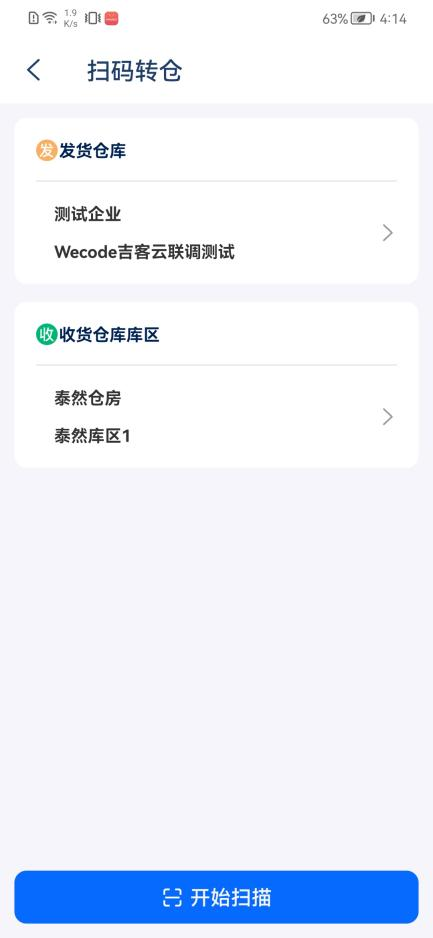 1.9
K/s
63%
4:14
扫码转仓
发 发货仓库
测试企业
Wecode吉客云联调测试
收 收货仓库库区
泰然仓房
泰然库区1
开始扫描